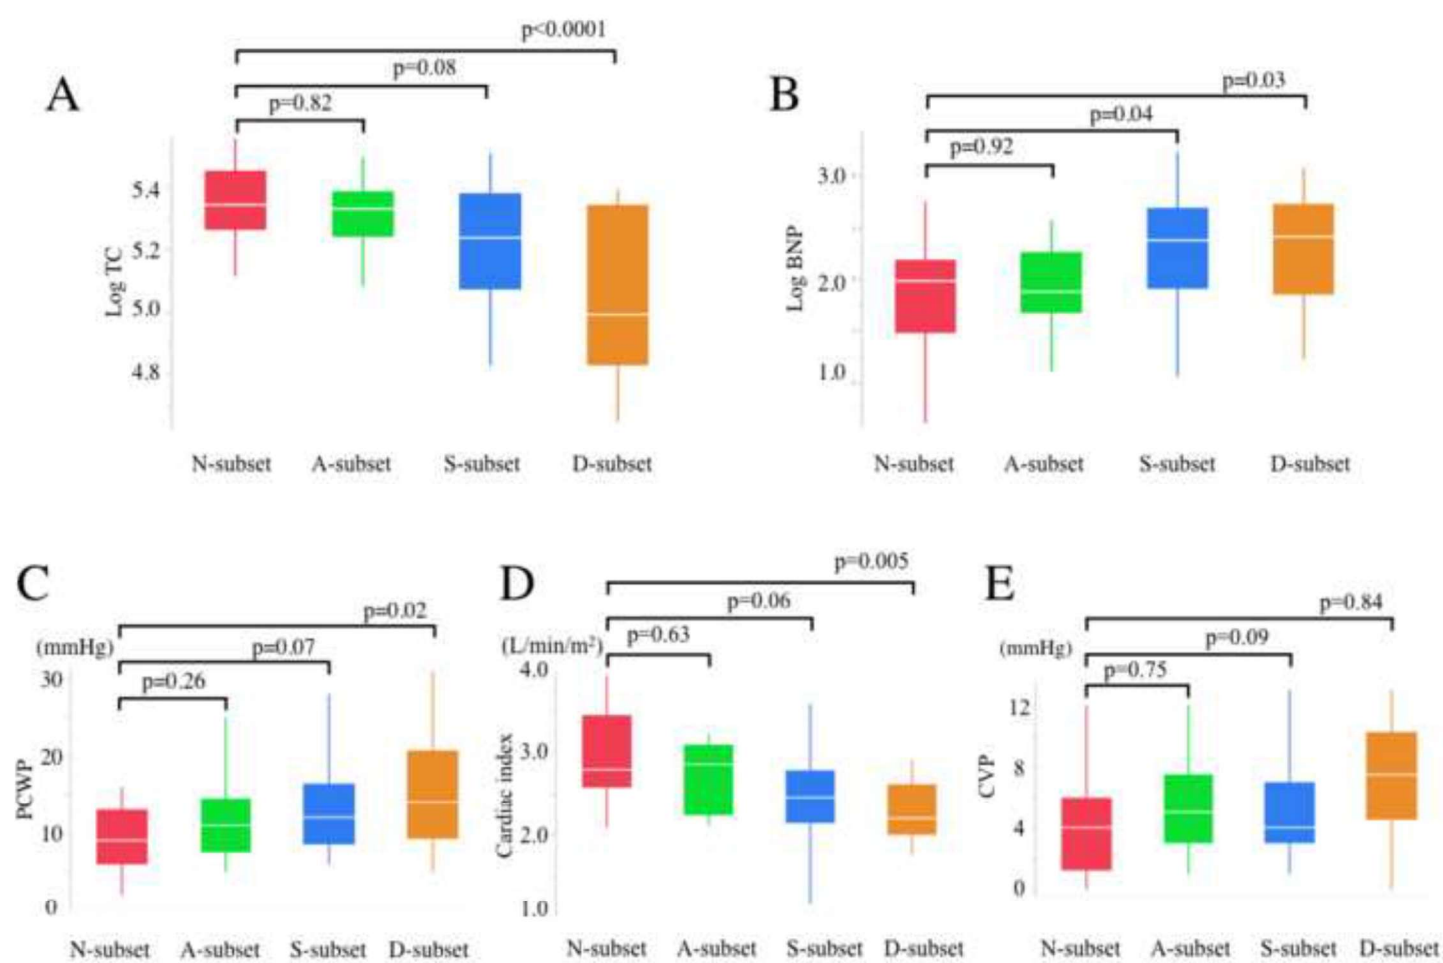 p<0.0001
p=0.08
p=0.82
A
Log TC
5.4
5.2
5.0
4.8
N-subset A-subset S-subset D-subset
p=0.03
p=0.04
p=0.92
B
Log BNP
3.0
2.0
1.0
N-subset A-subset S-subset D-subset
C
p=0.02
(mmHg)
p=0.07
p=0.26
PCWP
30
20
10
0
N-subset A-subset S-subset D-subset
D
p=0.005
p=0.06
(L/min/m²)
p=0.63
Cardiac index
4.0
3.0
2.0
1.0
N-subset A-subset S-subset D-subset
E
p=0.84
(mmHg)
p=0.09
p=0.75
CVP
12
8
4
0
N-subset A-subset S-subset D-subset